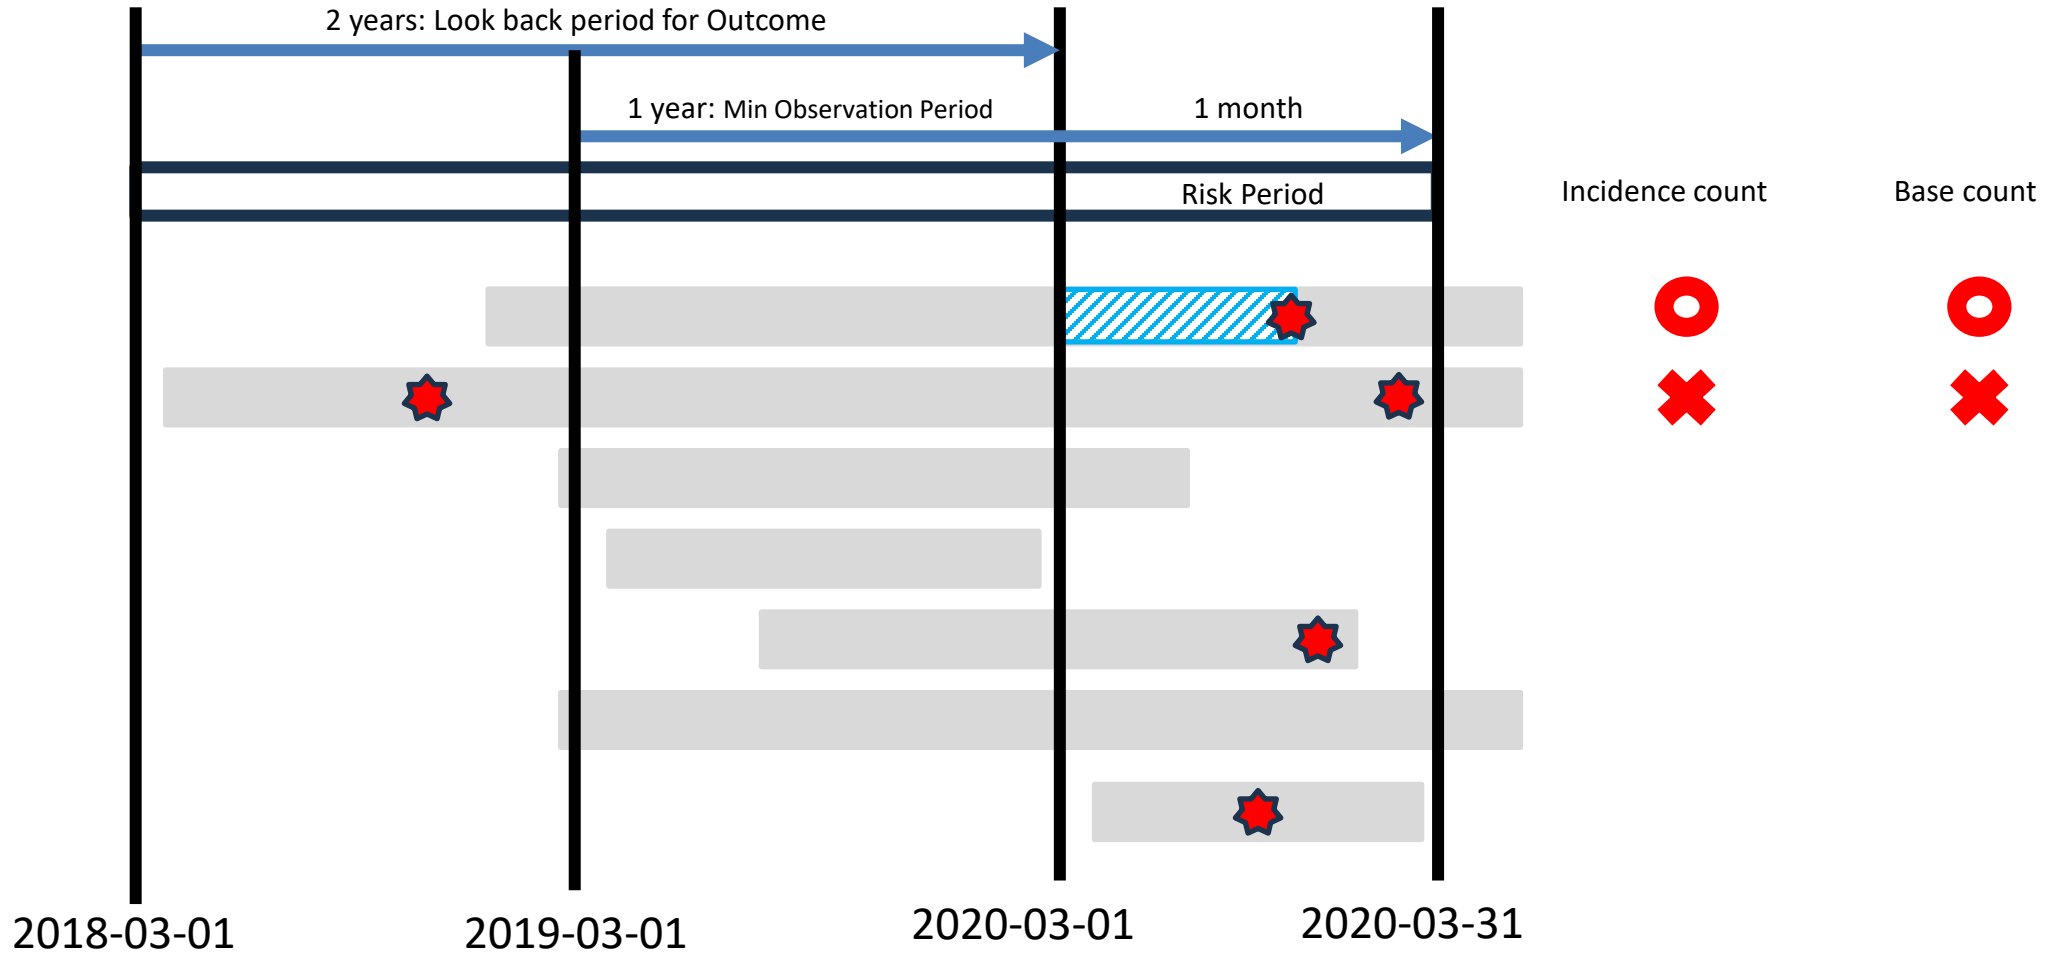 2 years: Look back period for Outcome
1 year: Min Observation Period
1 month
Risk Period
Incidence count
Base count
2018-03-01
2019-03-01
2020-03-01
2020-03-31